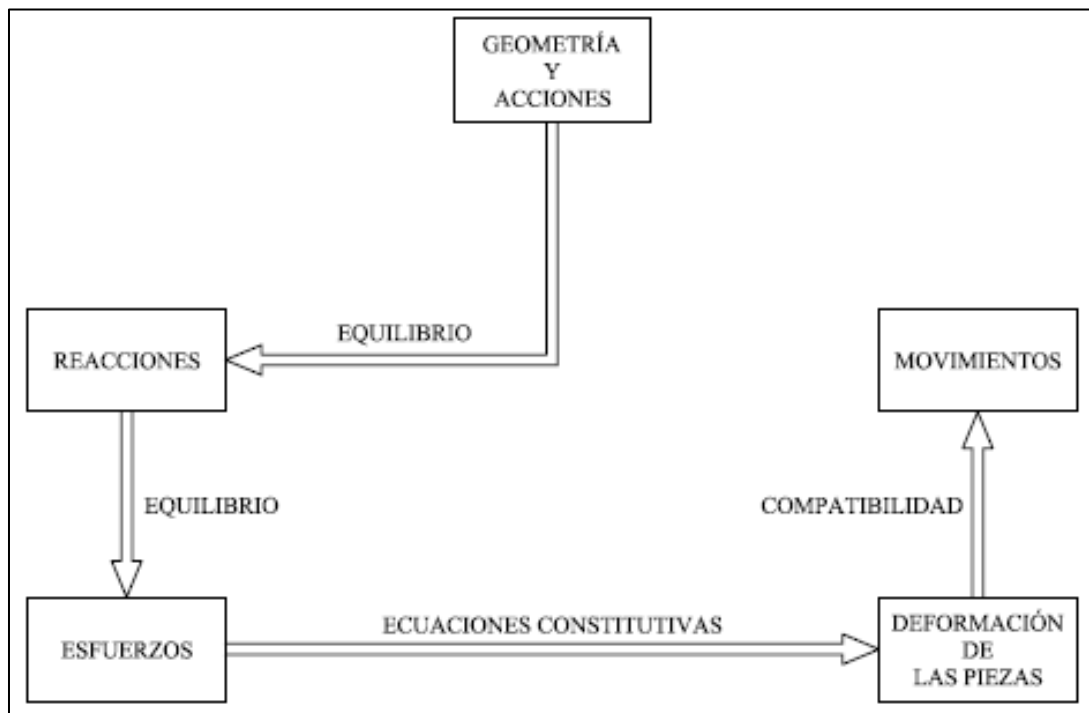 GEOMETRÍA
Y
ACCIONES
EQUILIBRIO
REACCIONES
MOVIMIENTOS
EQUILIBRIO
COMPATIBILIDAD
ESFUERZOS
ECUACIONES CONSTITUTIVAS
DEFORMACIÓN
DE
LAS PIEZAS